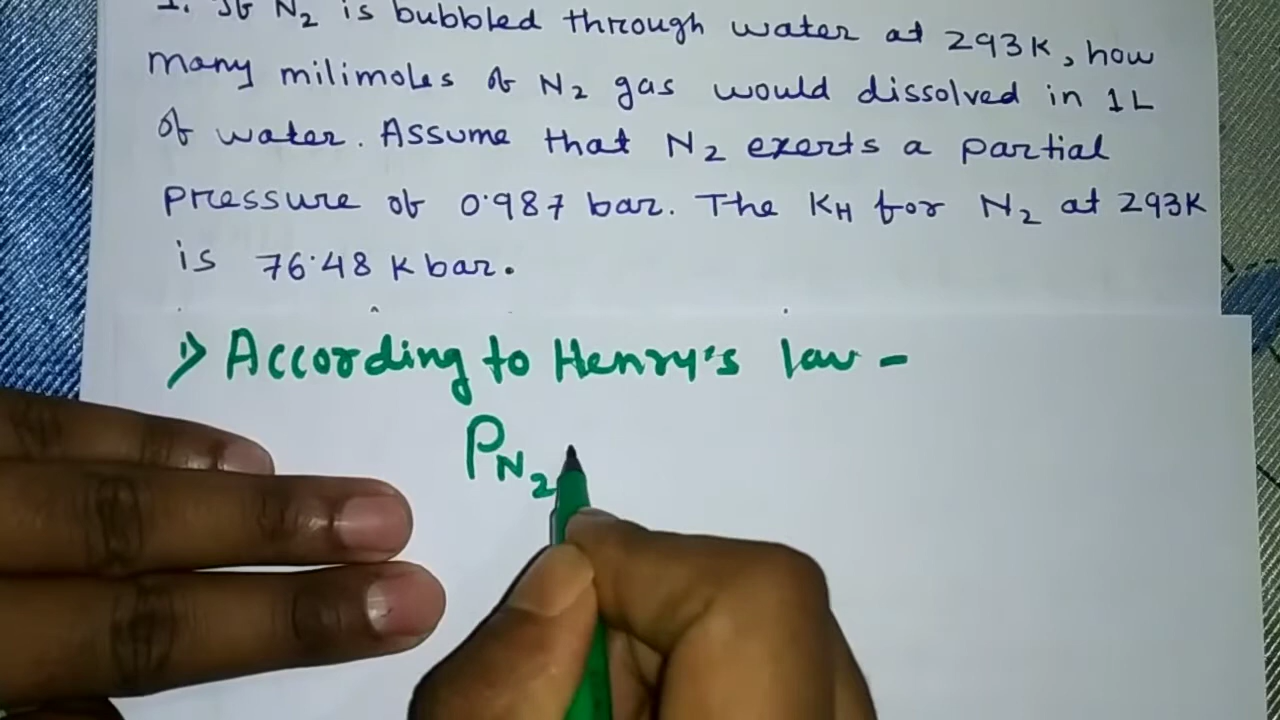 1. If N₂ is bubbled through water at 293K, how
many milimoles of N₂ gas would dissolved in 1L
of water. Assume that N₂ exerts a partial
pressure of 0.987 bar. The KH for N₂ at 293K
is 76.48 K bar.
1> According to Henry's law -
PN₂